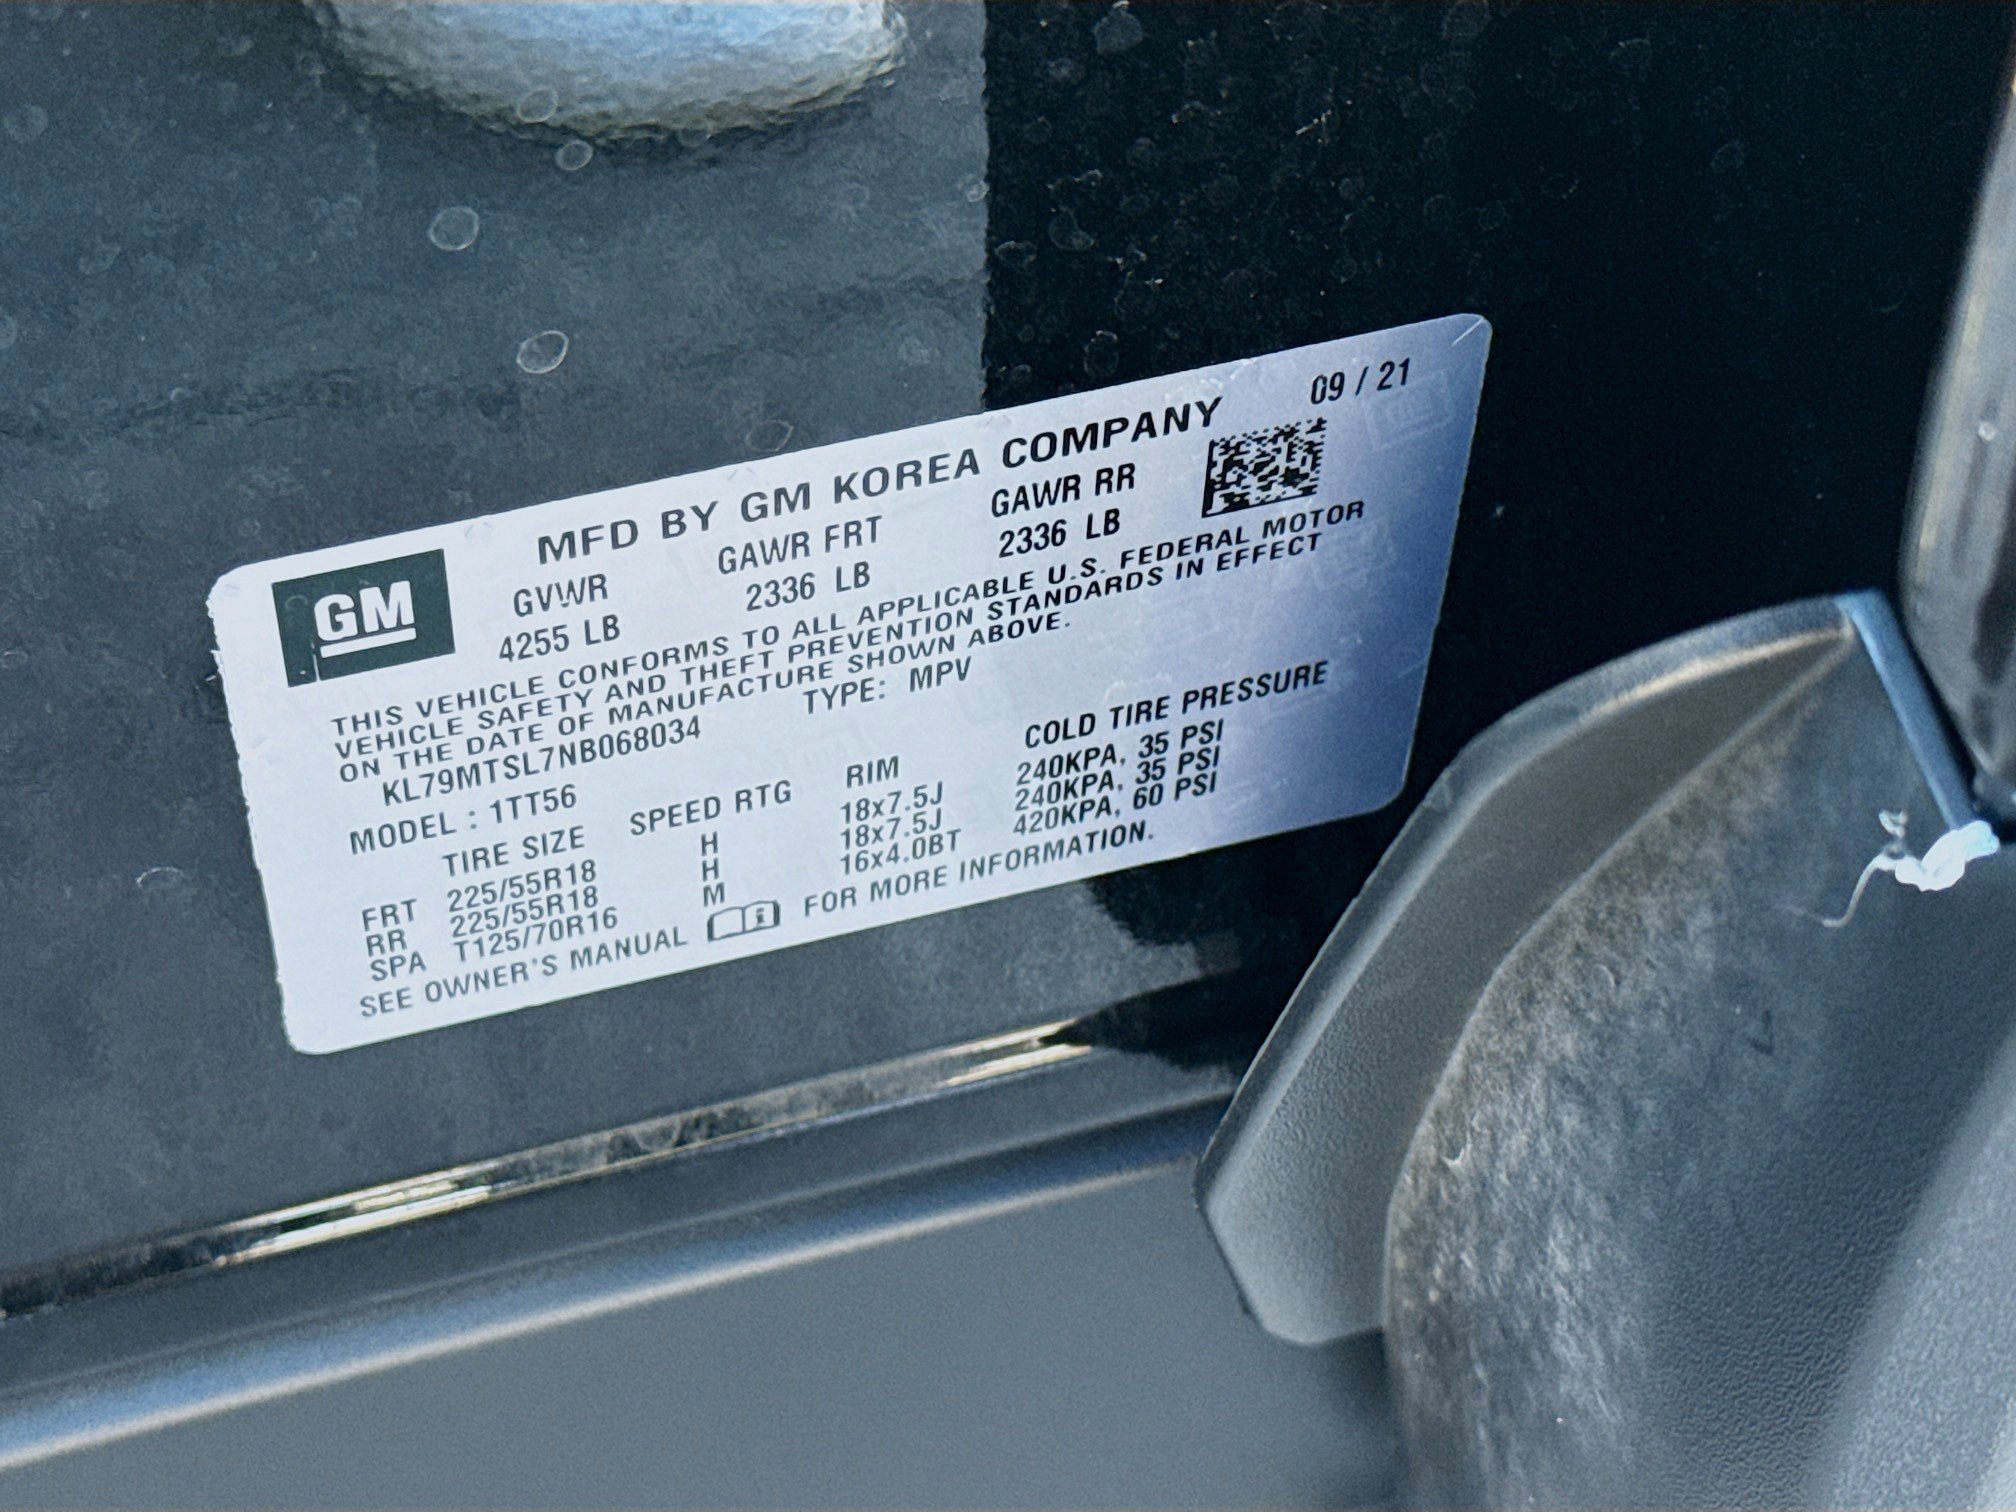 09 / 21
MFD BY GM KOREA COMPANY
GM
GVWR GAWR FRT GAWR RR
4255 LB 2336 LB 2336 LB
THIS VEHICLE CONFORMS TO ALL APPLICABLE U.S. FEDERAL MOTOR
VEHICLE SAFETY AND THEFT PREVENTION STANDARDS IN EFFECT
ON THE DATE OF MANUFACTURE SHOWN ABOVE.
KL79MTSL7NB068034 TYPE: MPV
MODEL : 1TT56
TIRE SIZE SPEED RTG RIM COLD TIRE PRESSURE
FRT 225/55R18 H 18x7.5J 240KPA, 35 PSI
RR 225/55R18 H 18x7.5J 240KPA, 35 PSI
SPA T125/70R16 M 16x4.0BT 420KPA, 60 PSI
SEE OWNER'S MANUAL FOR MORE INFORMATION.